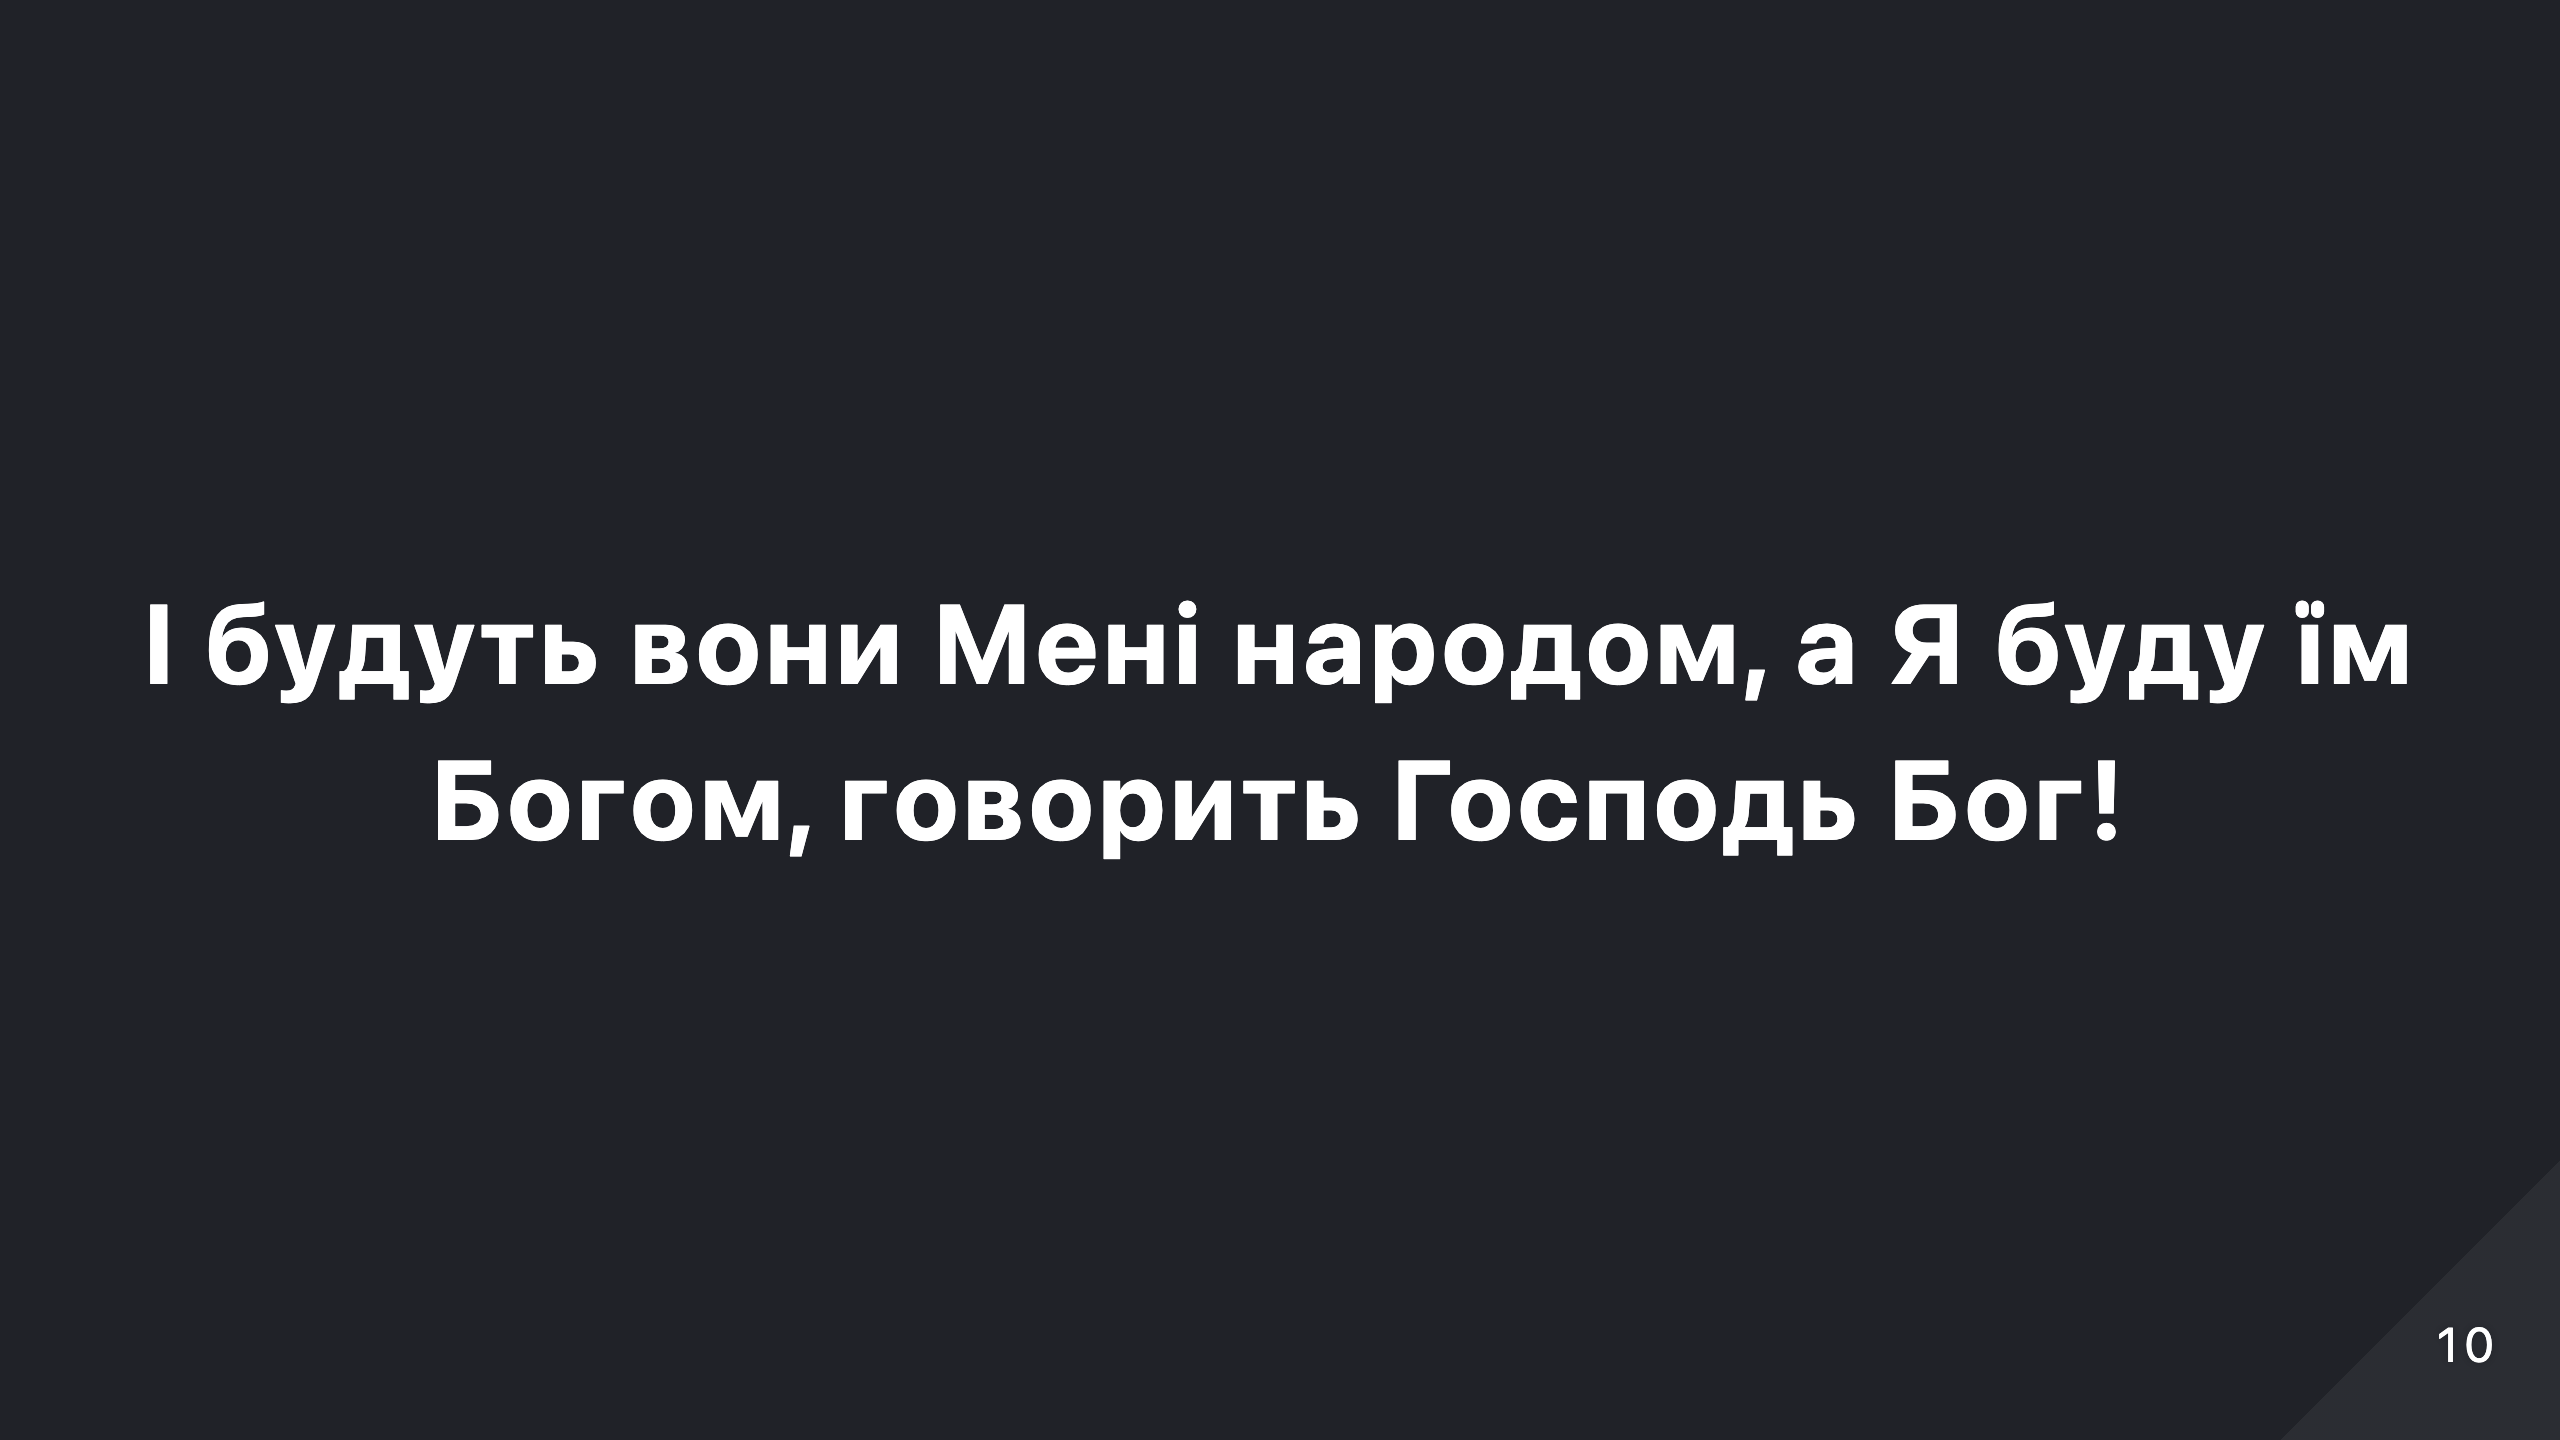 І будуть вони Мені народом, а Я буду їм
Богом, говорить Господь Бог!
10